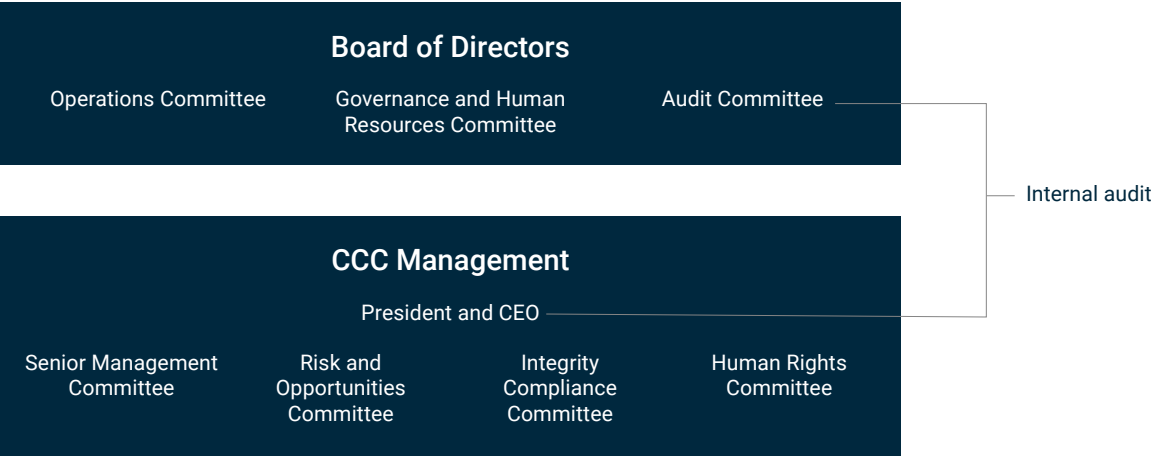 Board of Directors
Operations Committee
Governance and Human
Resources Committee
Audit Committee
Internal audit
CCC Management
President and CEO
Senior Management
Committee
Risk and
Opportunities
Committee
Integrity
Compliance
Committee
Human Rights
Committee